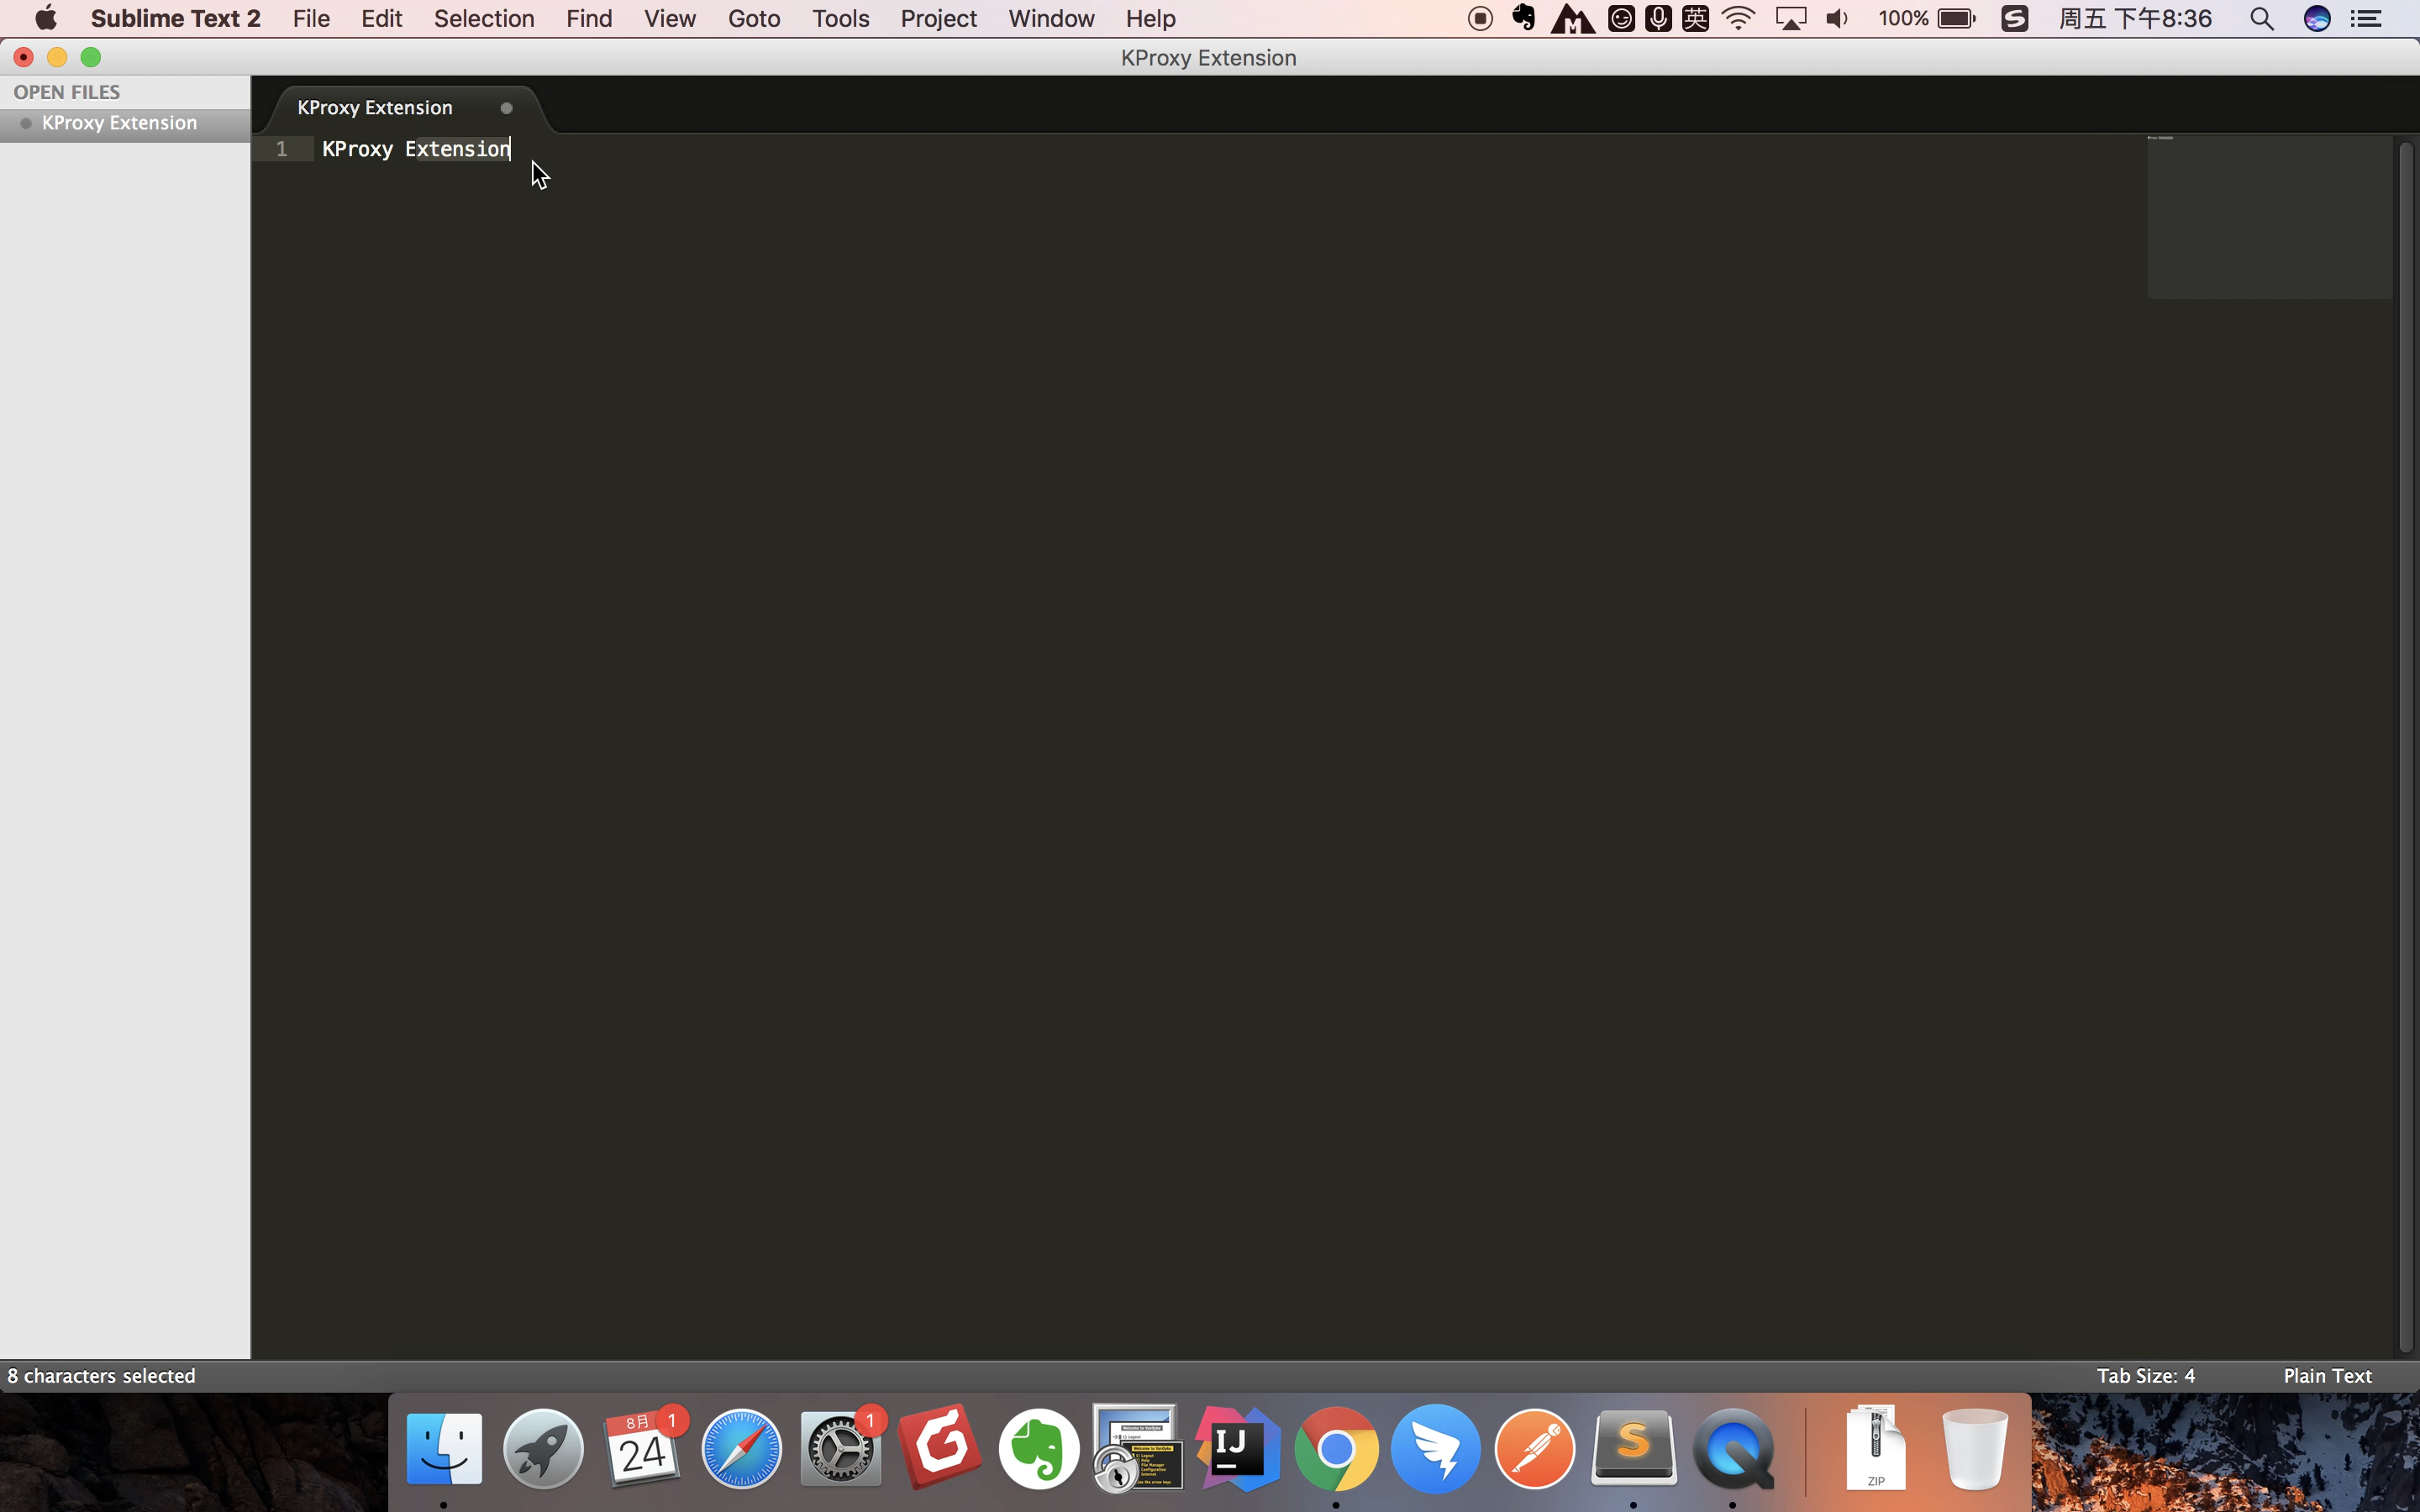 Sublime Text 2 File Edit Selection Find View Goto Tools Project Window Help 英 100% 周五 下午8:36
KProxy Extension
OPEN FILES
KProxy Extension
KProxy Extension
1 KProxy Extension
8 characters selected Tab Size: 4 Plain Text
8月 1
24
1
IJ
S
ZIP